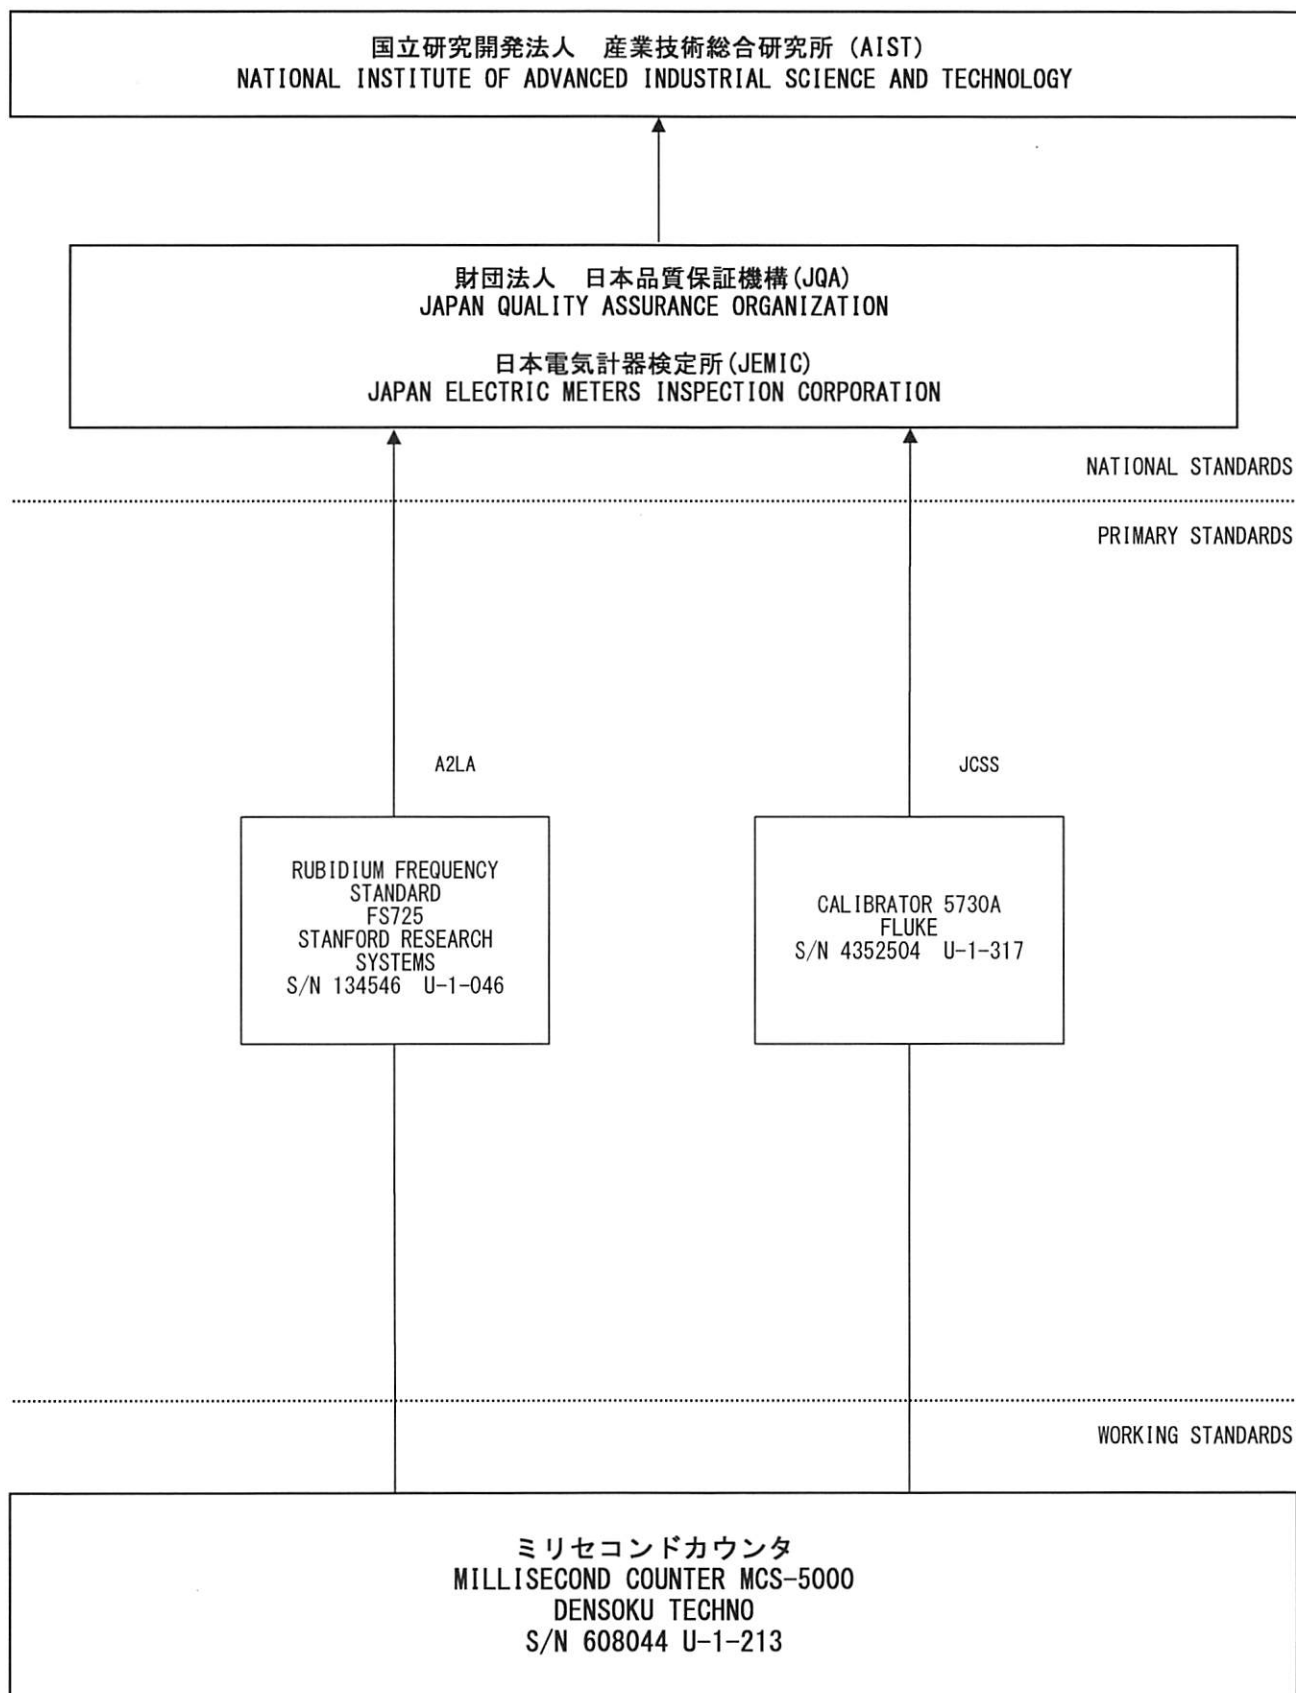 国立研究開発法人 産業技術総合研究所 (AIST)
NATIONAL INSTITUTE OF ADVANCED INDUSTRIAL SCIENCE AND TECHNOLOGY
財団法人 日本品質保証機構(JQA)
JAPAN QUALITY ASSURANCE ORGANIZATION
日本電気計器検定所(JEMIC)
JAPAN ELECTRIC METERS INSPECTION CORPORATION
NATIONAL STANDARDS
PRIMARY STANDARDS
A2LA
JCSS
RUBIDIUM FREQUENCY
STANDARD
FS725
STANFORD RESEARCH
SYSTEMS
S/N 134546 U-1-046
CALIBRATOR 5730A
FLUKE
S/N 4352504 U-1-317
WORKING STANDARDS
ミリセコンドカウンタ
MILLISECOND COUNTER MCS-5000
DENSOKU TECHNO
S/N 608044 U-1-213